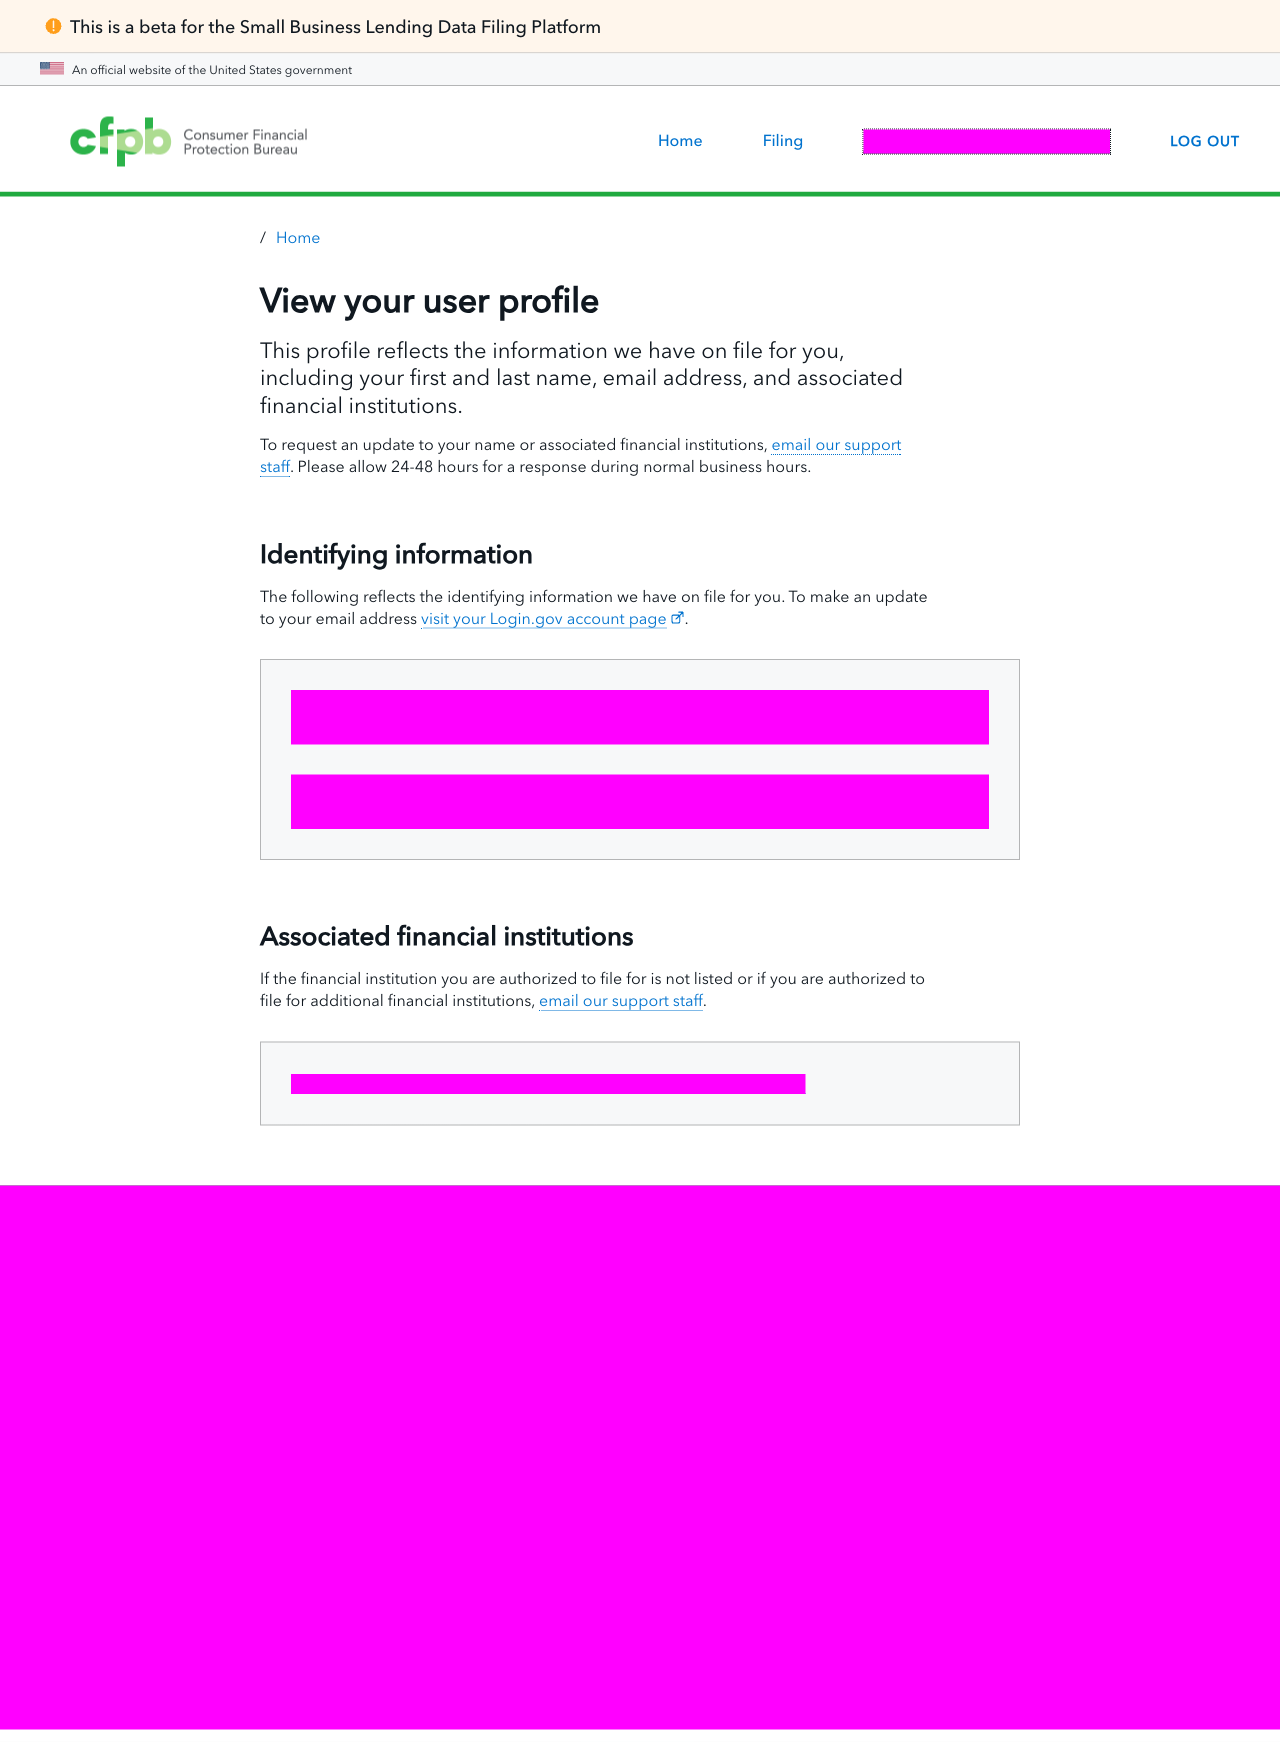 This is a beta for the Small Business Lending Data Filing Platform
An official website of the United States government
cfpb Consumer Financial
Protection Bureau
Home
Filing
LOG OUT
/ Home
View your user profile
This profile reflects the information we have on file for you,
including your first and last name, email address, and associated
financial institutions.
To request an update to your name or associated financial institutions, email our support
staff. Please allow 24-48 hours for a response during normal business hours.
Identifying information
The following reflects the identifying information we have on file for you. To make an update
to your email address visit your Login.gov account page.
Associated financial institutions
If the financial institution you are authorized to file for is not listed or if you are authorized to
file for additional financial institutions, email our support staff.